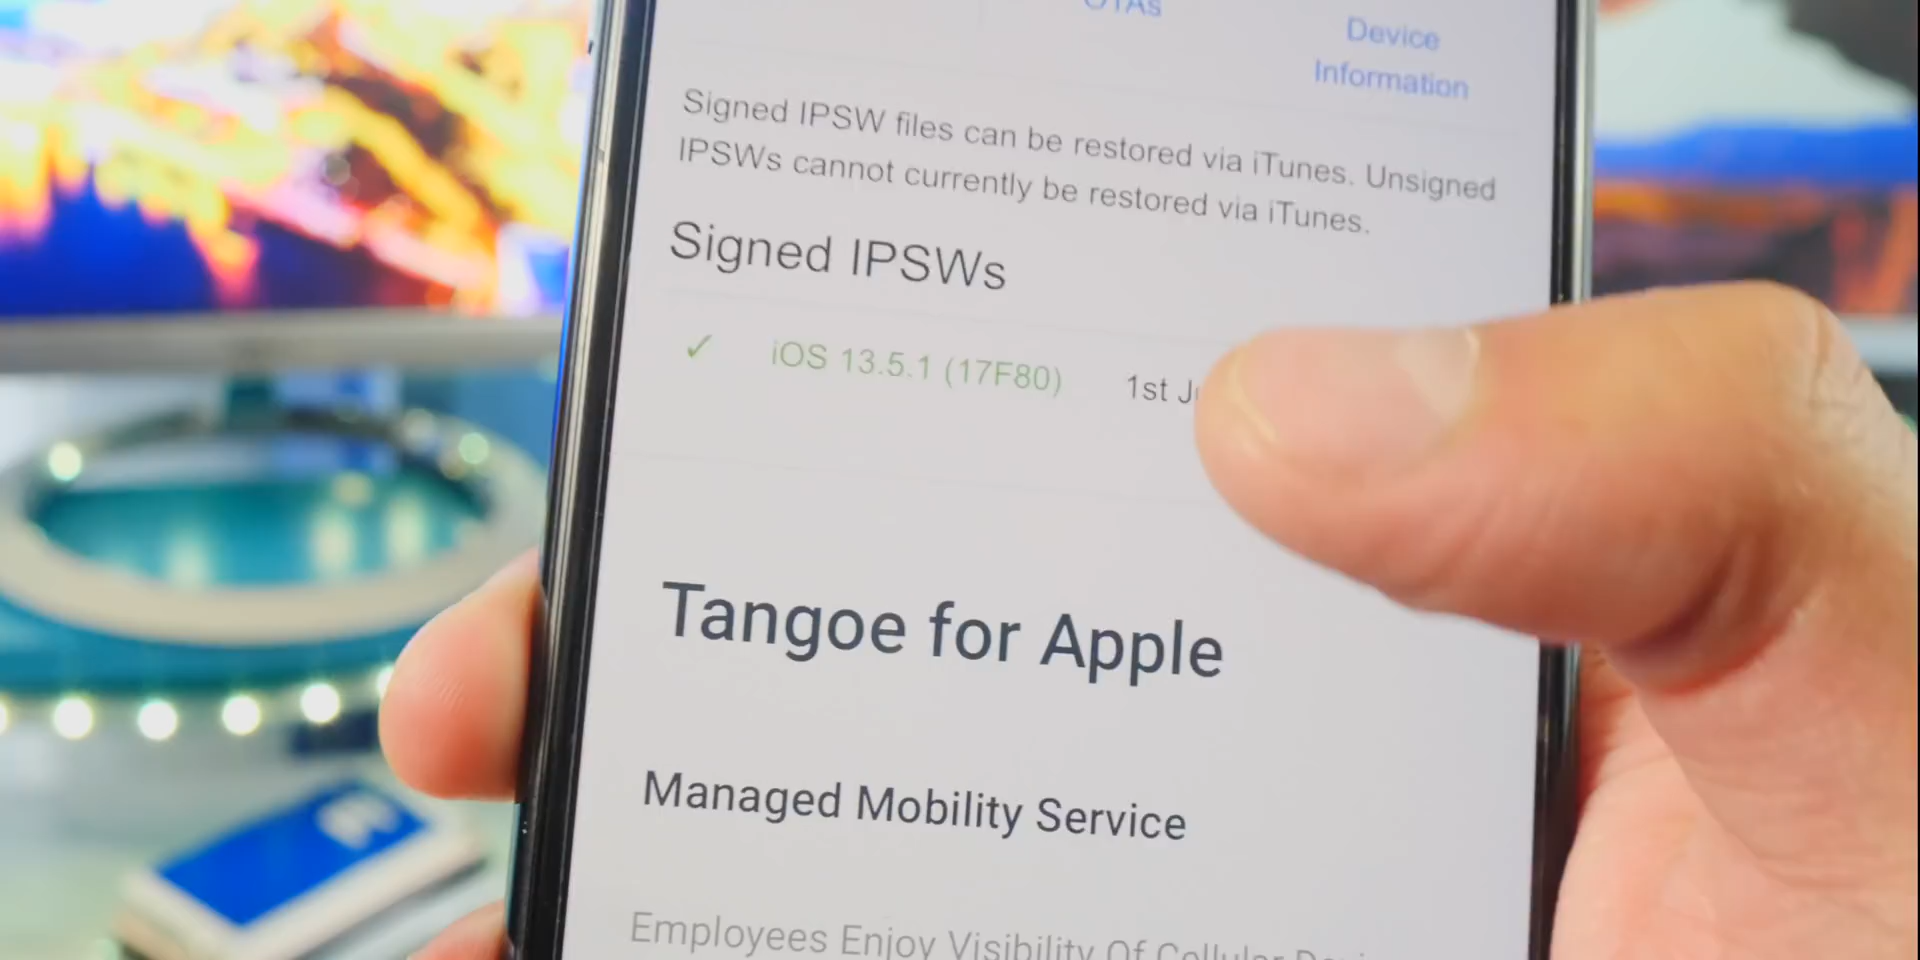 OTAs
Device
Information
Signed IPSW files can be restored via iTunes. Unsigned
IPSWs cannot currently be restored via iTunes.
Signed IPSWs
✓ iOS 13.5.1 (17F80) 1st J
Tangoe for Apple
Managed Mobility Service
Employees Enjoy Visibility Of Cellular